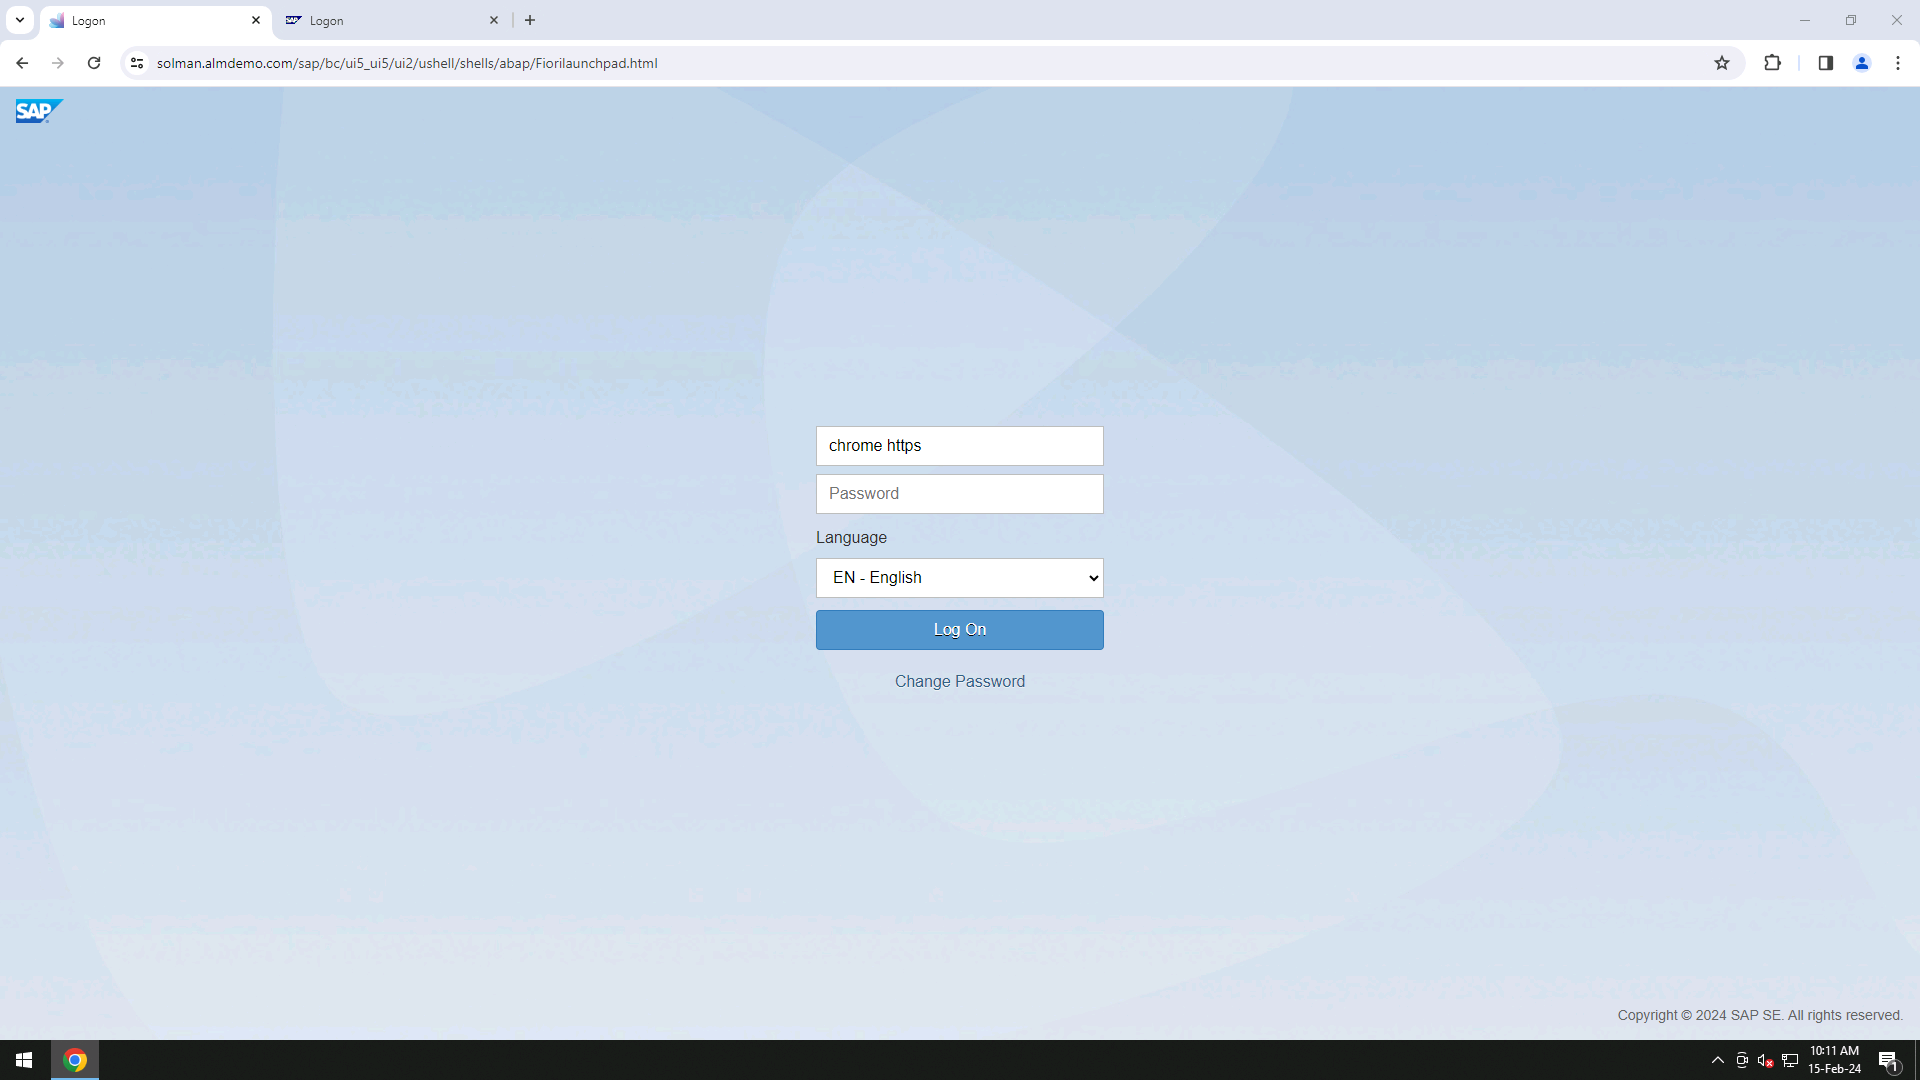 Logon
Logon
solman.almdemo.com/sap/bc/ui5_ui5/ui2/ushell/shells/abap/Fiorilaunchpad.html
SAP
chrome https
Password
Language
EN - English
Log On
Change Password
Copyright © 2024 SAP SE. All rights reserved.
10:11 AM
15-Feb-24
1